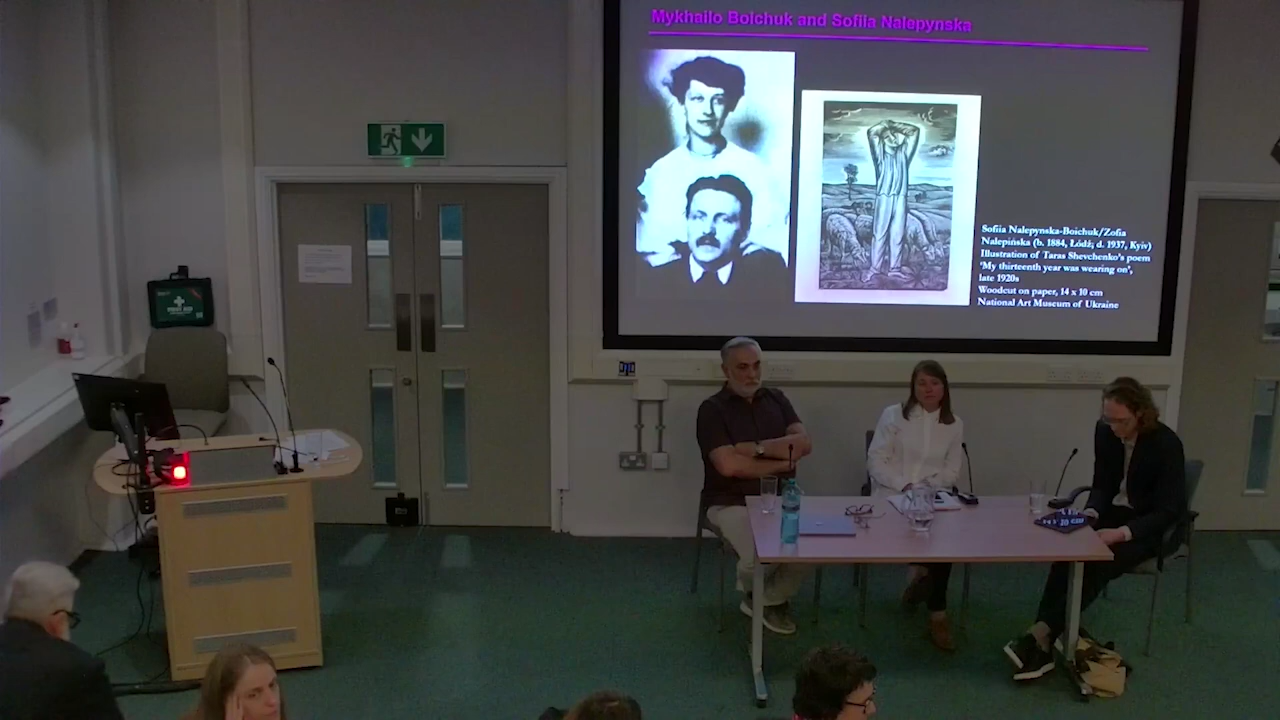 Mykhailo Boichuk and Sofiia Nalepynska
Sofiia Nalepynska-Boichuk/Zofia
Nalepińska (b. 1884, Łódź; d. 1937, Kyiv)
Illustration of Taras Shevchenko's poem
'My thirteenth year was wearing on',
late 1920s
Woodcut on paper, 14 x 10 cm
National Art Museum of Ukraine